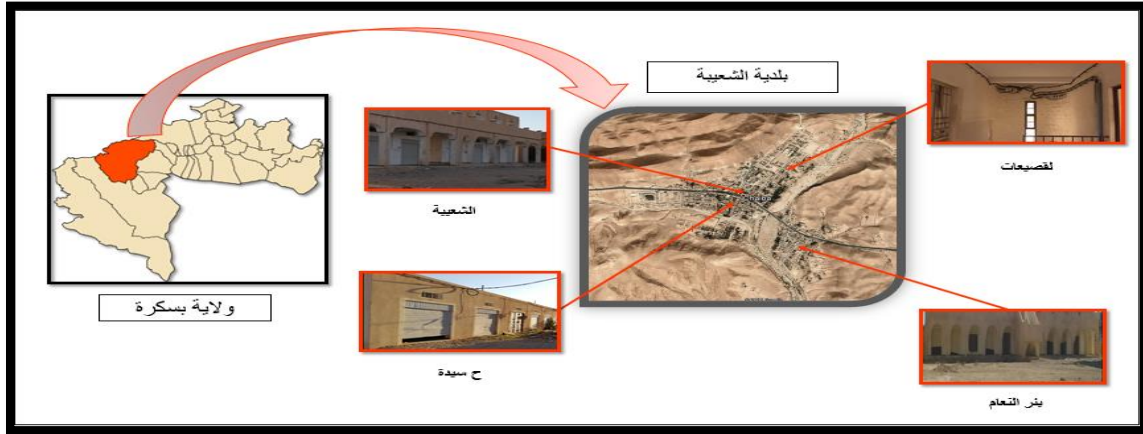 بلدية الشعيبة
لقصيعات
الشعيبة
ولاية بسكرة
ح سيدة
بئر النعام